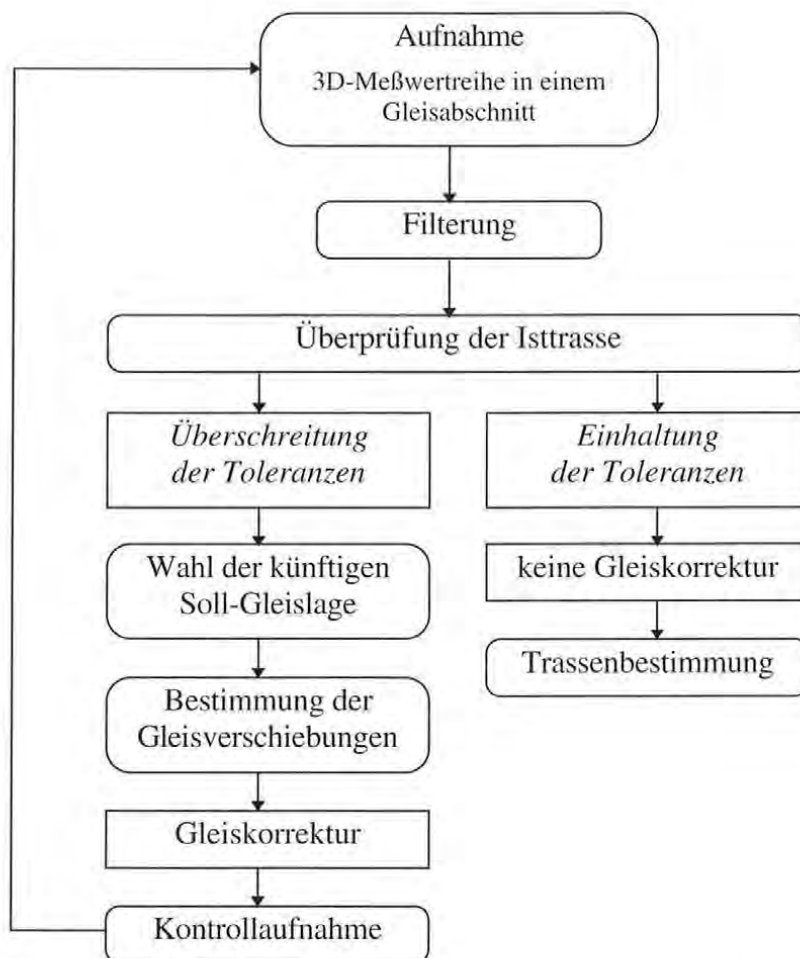 Aufnahme
3D-Meßwertreihe in einem
Gleisabschnitt
Filterung
Überprüfung der Isttrasse
Überschreitung
der Toleranzen
Einhaltung
der Toleranzen
Wahl der künftigen
Soll-Gleislage
keine Gleiskorrektur
Trassenbestimmung
Bestimmung der
Gleisverschiebungen
Gleiskorrektur
Kontrollaufnahme